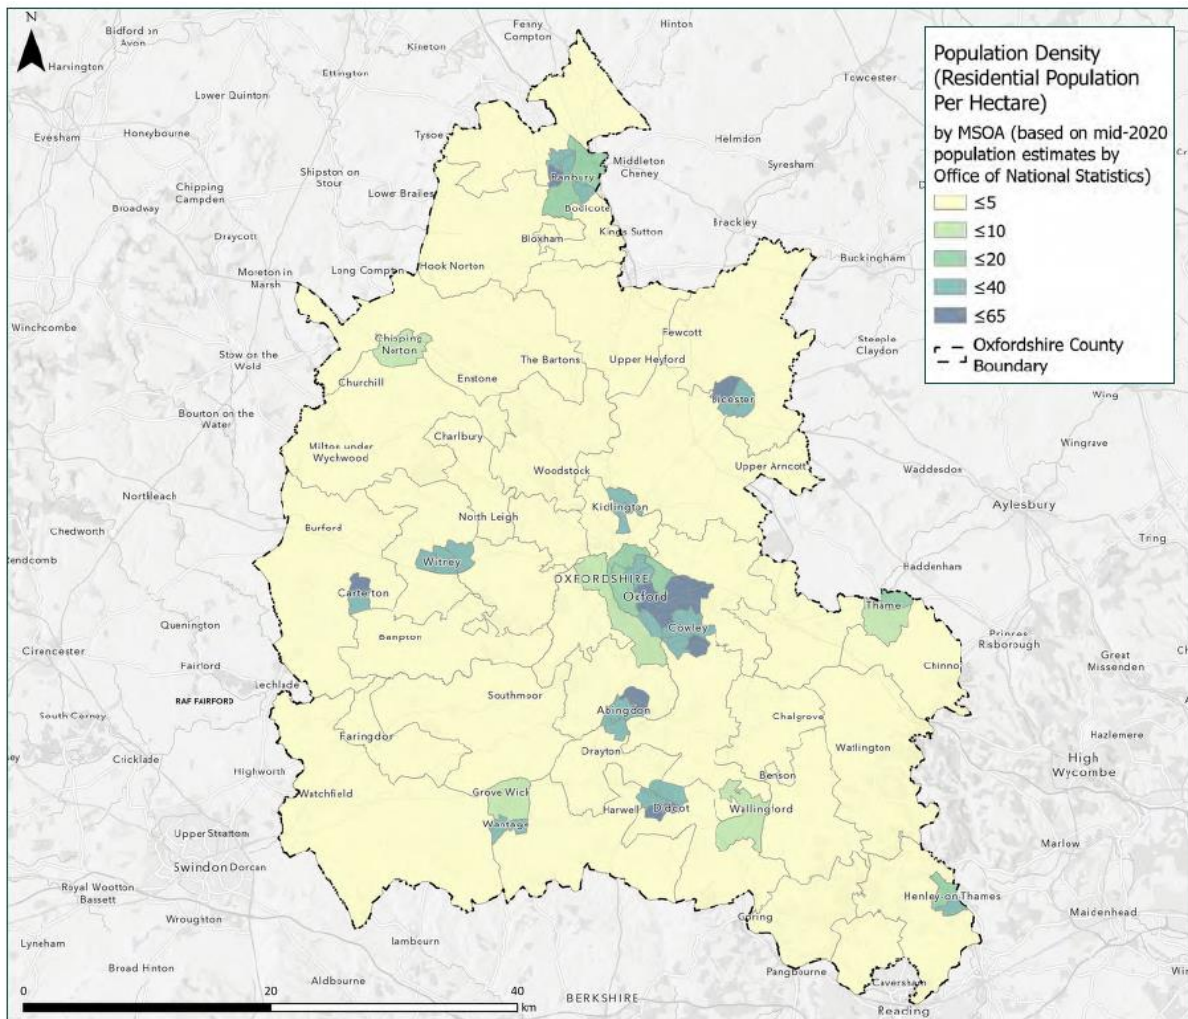 N
Fenny
Compton
Hinton
Bidford on
Avon
Kineton
Harvington
Ettington
Towcester
Lower Quinton
Evesham
Honeybourne
Tysoe
Helmdon
Shipston on
Stour
Middleton
Cheney
Syresham
Chipping
Campden
Lower Brailes
Banbury
Broadway
Bodicote
Brackley
Draycott
Bloxham
Kings Sutton
Buckingham
Moreton in
Marsh
Long Compton
Hook Norton
Winchcombe
Fewcott
Steeple
Claydon
Stow on the
Wold
Chipping
Norton
The Bartons
Upper Heyford
Churchill
Enstone
Bicester
Wing
Bourton on the
Water
Milton under
Wychwood
Charlbury
Wingrave
Woodstock
Upper Arncott
Waddesdon
Northleach
Kidlington
Aylesbury
Chedworth
Burford
North Leigh
Tring
Rendcomb
Witney
Haddenham
OXFORDSHIRE
Oxford
Carterton
Thame
Quenington
Cowley
Bampton
Princes
Risborough
Great
Missenden
Cirencester
Fairford
Chinnor
Lechlade
Southmoor
RAF FAIRFORD
South Cerney
Abingdon
Chalgrove
Faringdon
Hazlemere
Drayton
Watlington
Cricklade
High
Wycombe
Highworth
Benson
Watchfield
Grove Wick
Harwell
Didcot
Wallingford
Wantage
Upper Stratton
Marlow
Swindon
Dorcan
Royal Wootton
Bassett
Henley-on Thames
Maidenhead
Wroughton
Goring
Lyneham
Lambourn
Broad Hinton
Aldbourne
Pangbourne
Caversham
BERKSHIRE
Reading
0
20
40
km
Population Density
(Residential Population
Per Hectare)
by MSOA (based on mid-2020
population estimates by
Office of National Statistics)
≤5
≤10
≤20
≤40
≤65
Oxfordshire County
Boundary